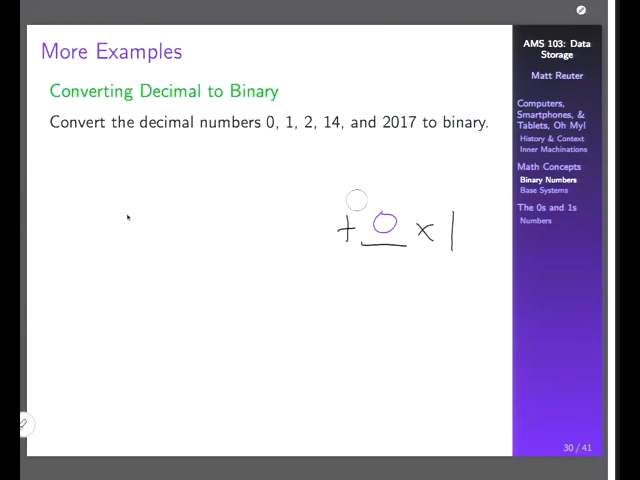 More Examples
Converting Decimal to Binary
Convert the decimal numbers 0, 1, 2, 14, and 2017 to binary.
+ 0 × 1
AMS 103: Data
Storage
Matt Reuter
Computers,
Smartphones, &
Tablets, Oh My!
History & Context
Inner Machinations
Math Concepts
Binary Numbers
Base Systems
The 0s and 1s
Numbers
30 / 41